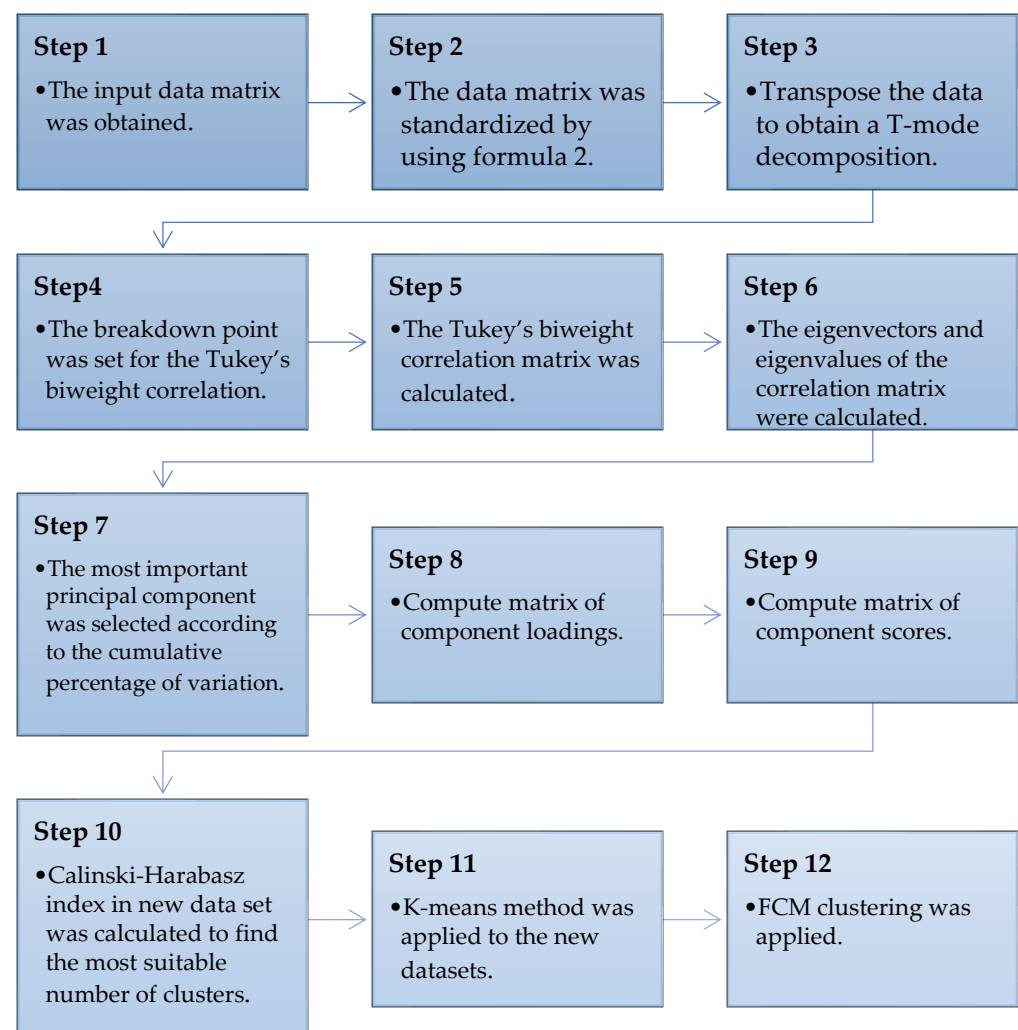 Step 1
•The input data matrix
was obtained.
Step 2
•The data matrix was
standardized by
using formula 2.
Step 3
•Transpose the data
to obtain a T-mode
decomposition.
Step4
•The breakdown point
was set for the Tukey's
biweight correlation.
Step 5
•The Tukey's biweight
correlation matrix was
calculated.
Step 6
•The eigenvectors and
eigenvalues of the
correlation matrix
were calculated.
Step 7
•The most important
principal component
was selected according
to the cumulative
percentage of variation.
Step 8
•Compute matrix of
component loadings.
Step 9
•Compute matrix of
component scores.
Step 10
•Calinski-Harabasz
index in new data set
was calculated to find
the most suitable
number of clusters.
Step 11
•K-means method was
applied to the new
datasets.
Step 12
•FCM clustering was
applied.